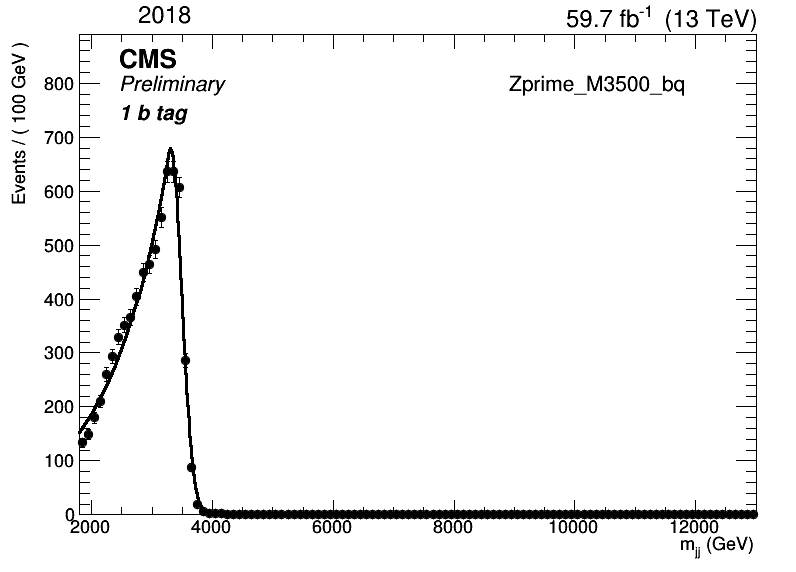 2018
59.7 fb-1 (13 TeV)
CMS
Preliminary
1 b tag
Zprime_M3500_bq
Events / ( 100 GeV )
800
700
600
500
400
300
200
100
0
2000 4000 6000 8000 10000 12000
mjj (GeV)